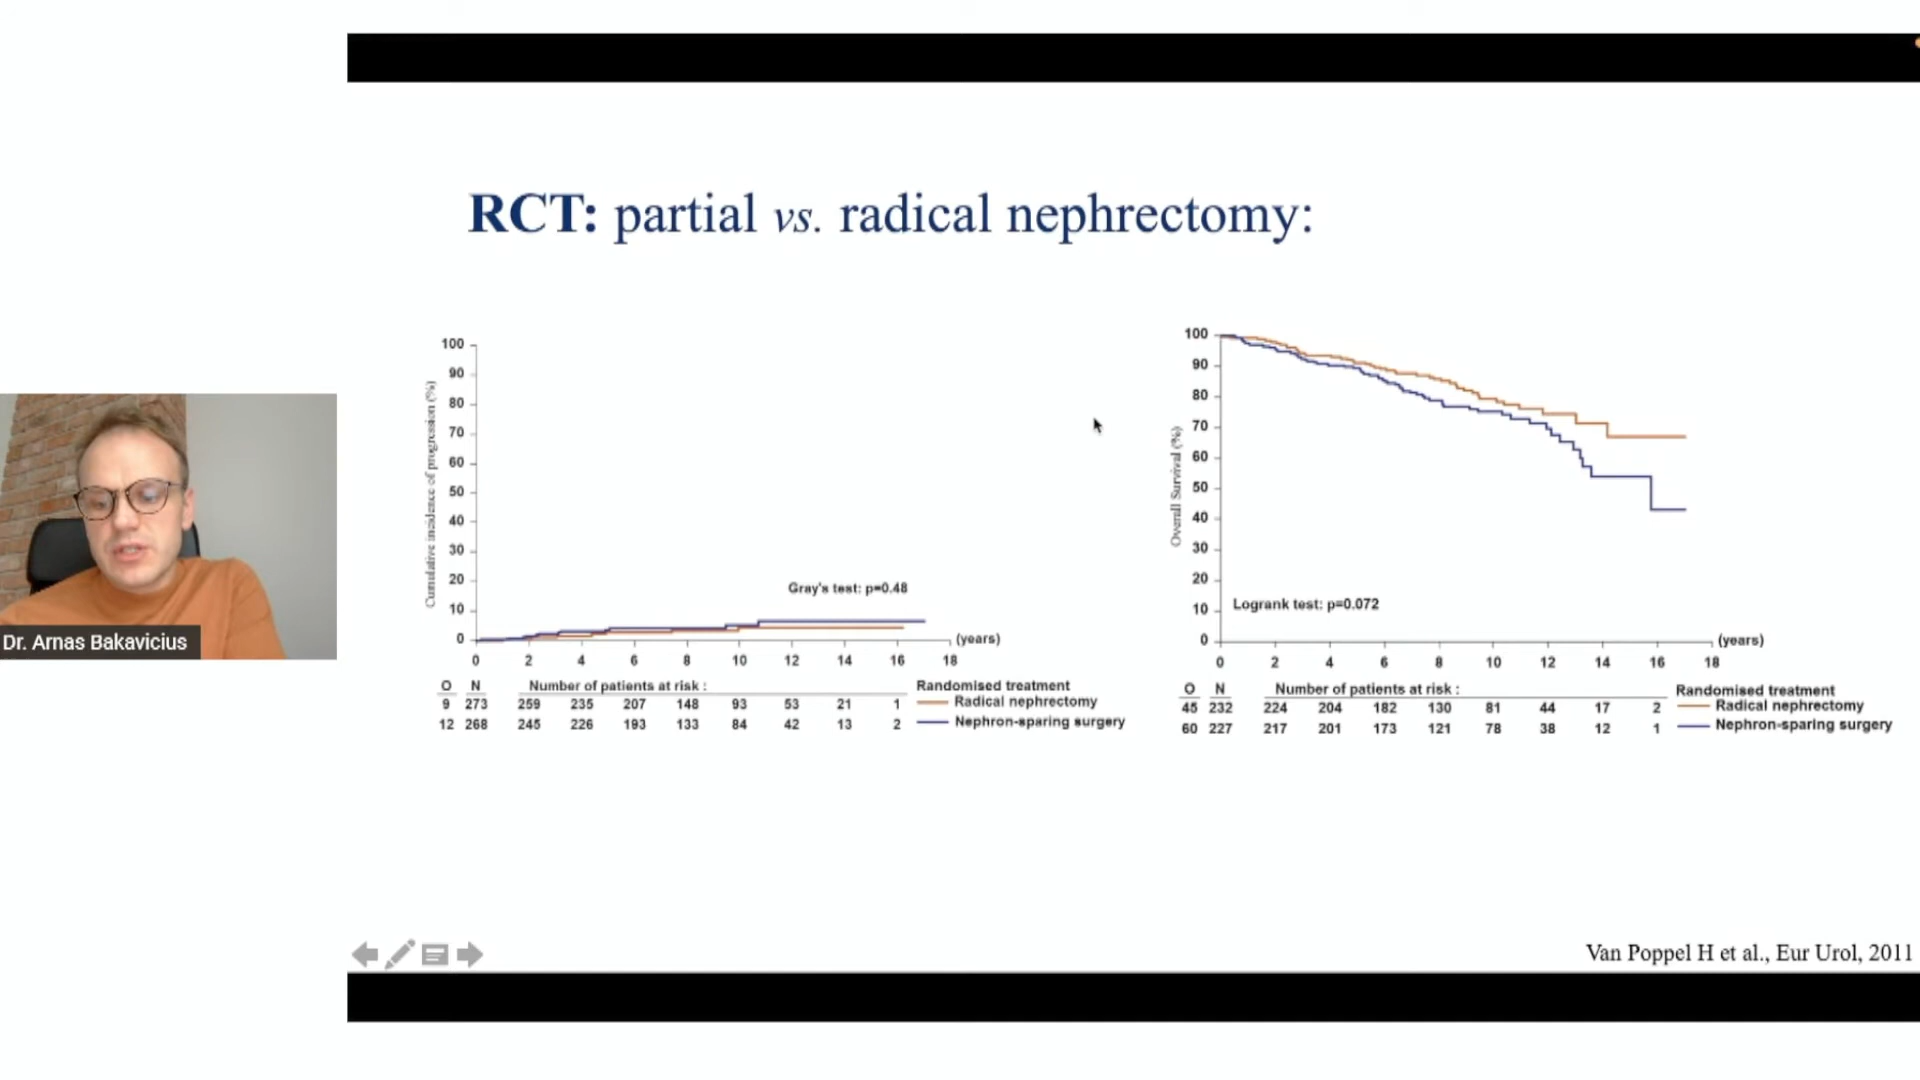 RCT: partial vs. radical nephrectomy:
Cumulative incidence of progression (%)
100
90
80
70
60
50
40
30
20
10
0
Gray's test: p=0.48
(years)
0 2 4 6 8 10 12 14 16 18
O N Number of patients at risk : Randomised treatment
9 273 259 235 207 148 93 53 21 1 Radical nephrectomy
12 268 245 226 193 133 84 42 13 2 Nephron-sparing surgery
Overall Survival (%)
100
90
80
70
60
50
40
30
20
10
0
Logrank test: p=0.072
(years)
0 2 4 6 8 10 12 14 16 18
O N Number of patients at risk : Randomised treatment
45 232 224 204 182 130 81 44 17 2 Radical nephrectomy
60 227 217 201 173 121 78 38 12 1 Nephron-sparing surgery
Dr. Arnas Bakavicius
Van Poppel H et al., Eur Urol, 2011